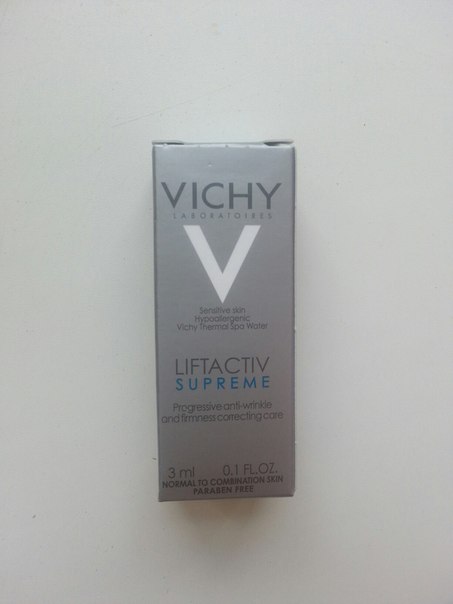 VICHY
LABORATOIRES
V
Sensitive skin
Hypoallergenic
Vichy Thermal Spa Water
LIFTACTIV
SUPREME
Progressive anti-wrinkle
and firmness correcting care
3 ml 0.1 FL.OZ.
NORMAL TO COMBINATION SKIN
PARABEN FREE